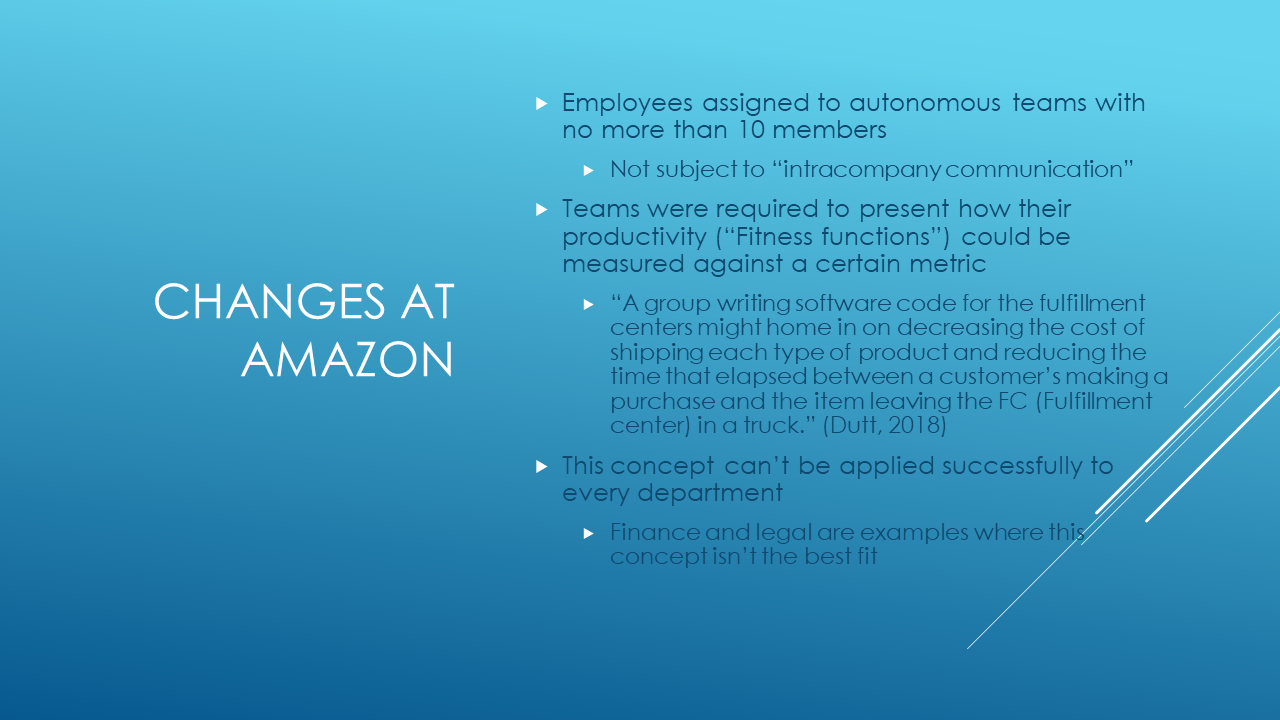 CHANGES AT
AMAZON
Employees assigned to autonomous teams with
no more than 10 members
Not subject to “intracompany communication”
Teams were required to present how their
productivity (“Fitness functions”) could be
measured against a certain metric
“A group writing software code for the fulfillment
centers might home in on decreasing the cost of
shipping each type of product and reducing the
time that elapsed between a customer’s making a
purchase and the item leaving the FC (Fulfillment
center) in a truck.” (Dutt, 2018)
This concept can’t be applied successfully to
every department
Finance and legal are examples where this
concept isn’t the best fit